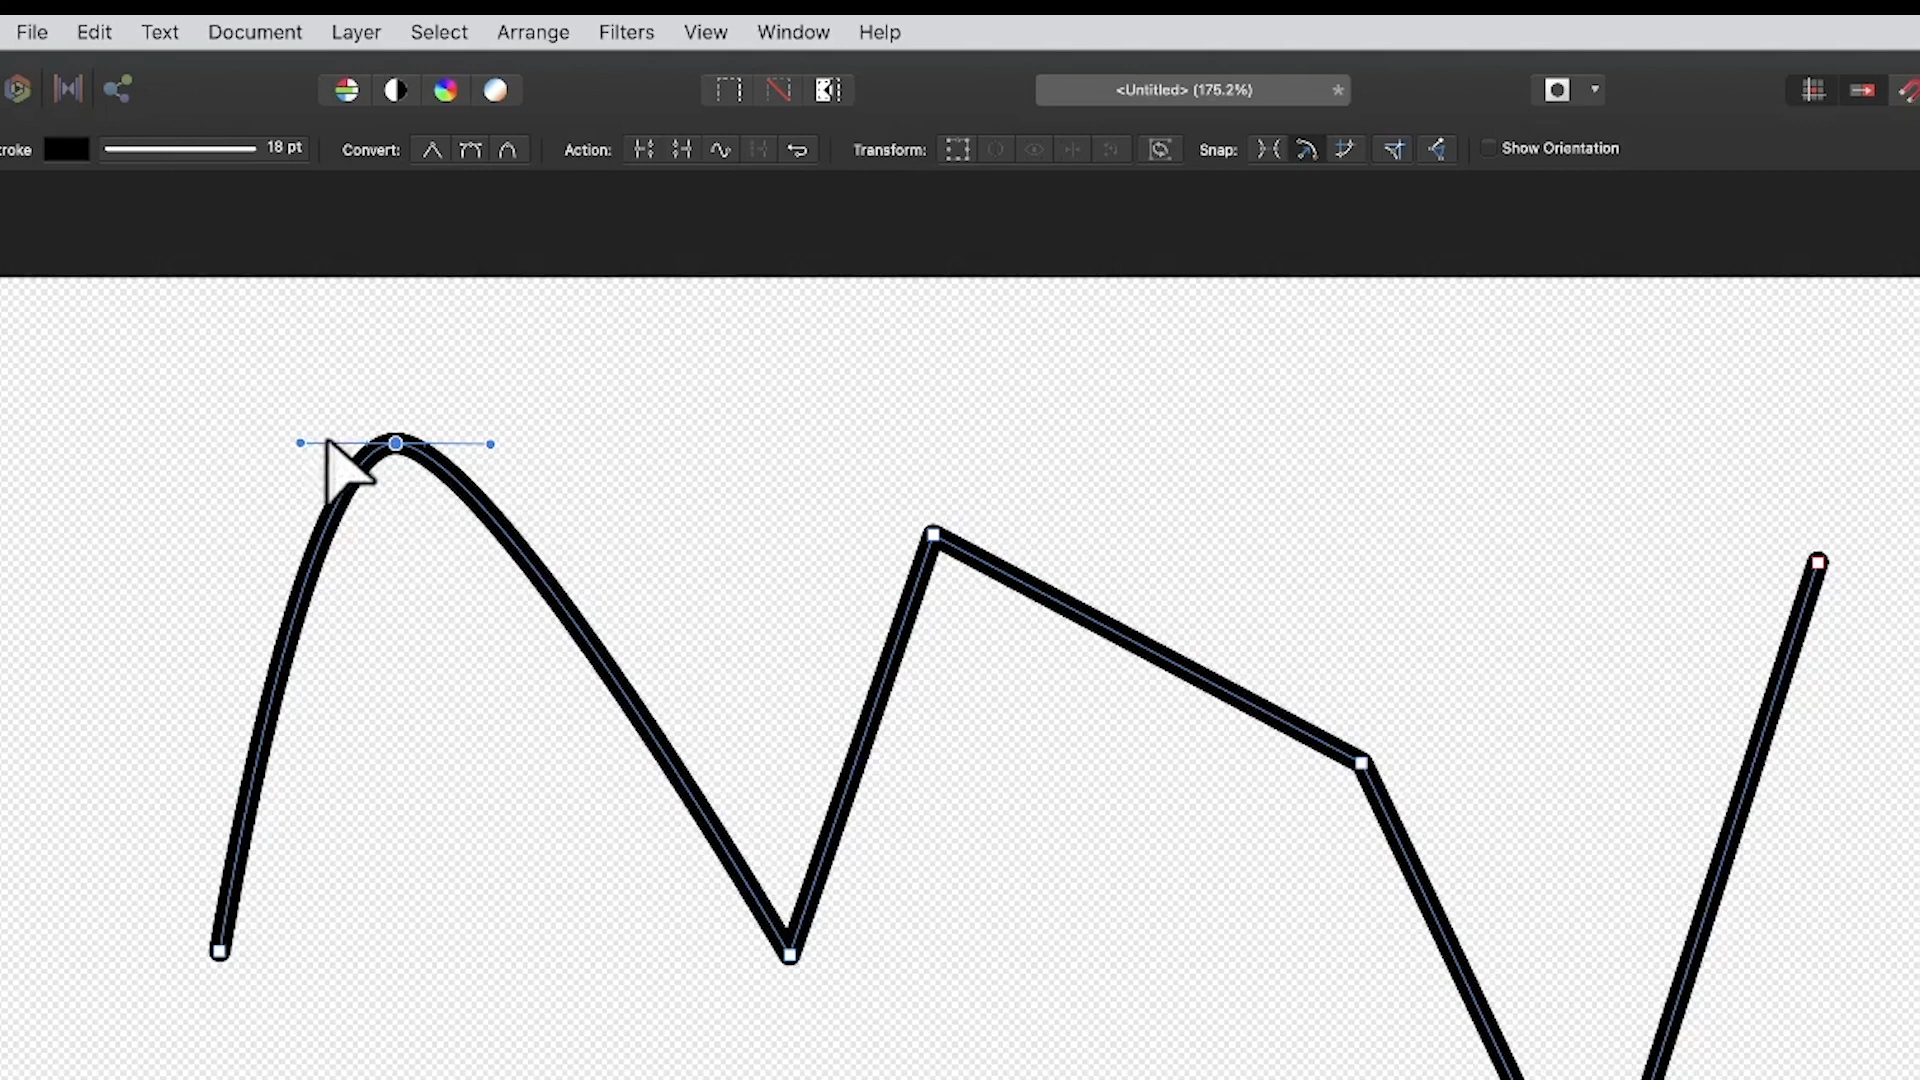 File Edit Text Document Layer Select Arrange Filters View Window Help
<Untitled> (175.2%) *
roke 18 pt Convert: Action: Transform: Snap: Show Orientation